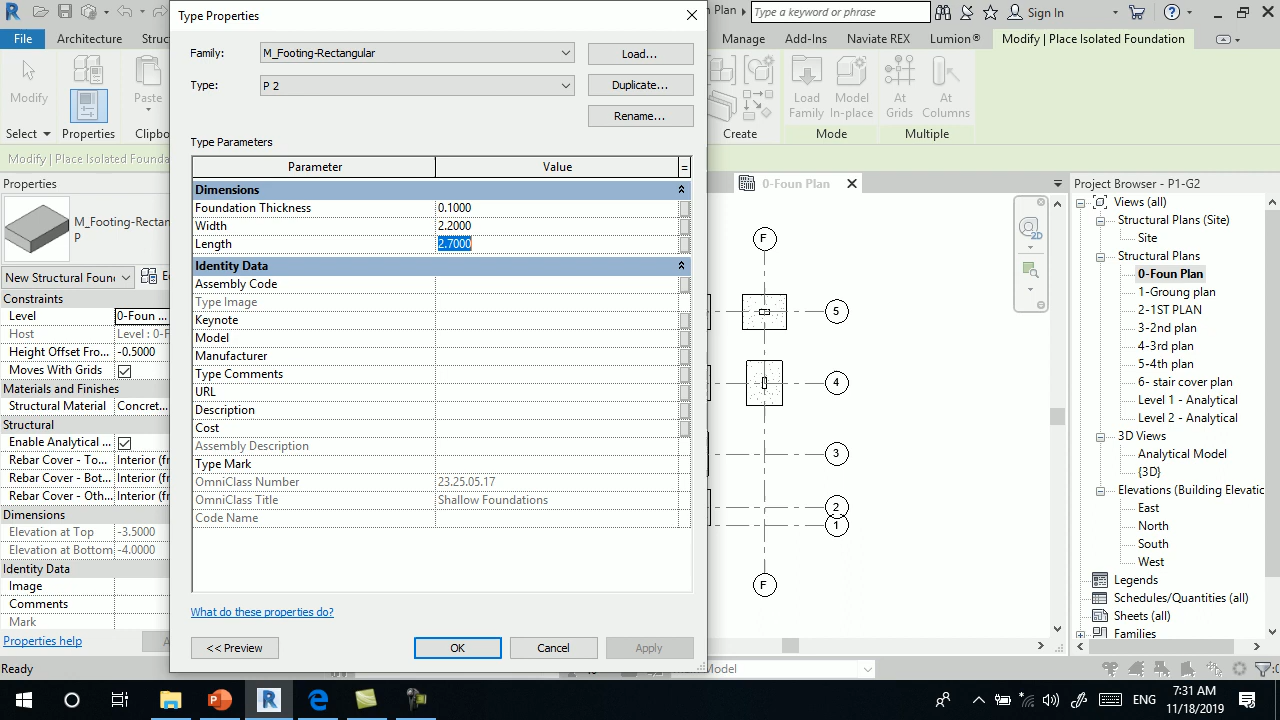 Type Properties
Family:
M_Footing-Rectangular
Load...
Type:
P 2
Duplicate...
Rename...
Type Parameters
Parameter
Value
=
Dimensions
Foundation Thickness
0.1000
Width
2.2000
Length
2.7000
Identity Data
Assembly Code
Type Image
Keynote
Model
Manufacturer
Type Comments
URL
Description
Cost
Assembly Description
Type Mark
OmniClass Number
23.25.05.17
OmniClass Title
Shallow Foundations
Code Name
What do these properties do?
<< Preview
OK
Cancel
Apply
Plan
Type a keyword or phrase
Sign In
File
Architecture
Manage
Add-Ins
Naviate REX
Lumion®
Modify | Place Isolated Foundation
Modify
Paste
Load Family
Model In-place
At Grids
At Columns
Select
Properties
Create
Mode
Multiple
Modify | Place Isolated
Properties
M_Footing-Rectang
P
Constraints
Level
0-Foun ...
Host
Level : 0-F
Height Offset Fro...
-0.5000
Moves With Grids
Materials and Finishes
Structural Material
Concret...
Structural
Enable Analytical ...
Rebar Cover - To...
Interior (fr
Rebar Cover - Bot...
Interior (fr
Rebar Cover - Oth...
Interior (fr
Dimensions
Elevation at Top
-3.5000
Elevation at Bottom
-4.0000
Identity Data
Image
Comments
Mark
Properties help
Ready
0-Foun Plan
2D
F
5
4
3
2
1
F
Project Browser - P1-G2
Views (all)
Structural Plans (Site)
Site
Structural Plans
0-Foun Plan
1-Groung plan
2-1ST PLAN
3-2nd plan
4-3rd plan
5-4th plan
6- stair cover plan
Level 1 - Analytical
Level 2 - Analytical
3D Views
Analytical Model
{3D}
Elevations (Building Elevatio
East
North
South
West
Legends
Schedules/Quantities (all)
Sheets (all)
Families
Model
ENG
7:31 AM
11/18/2019